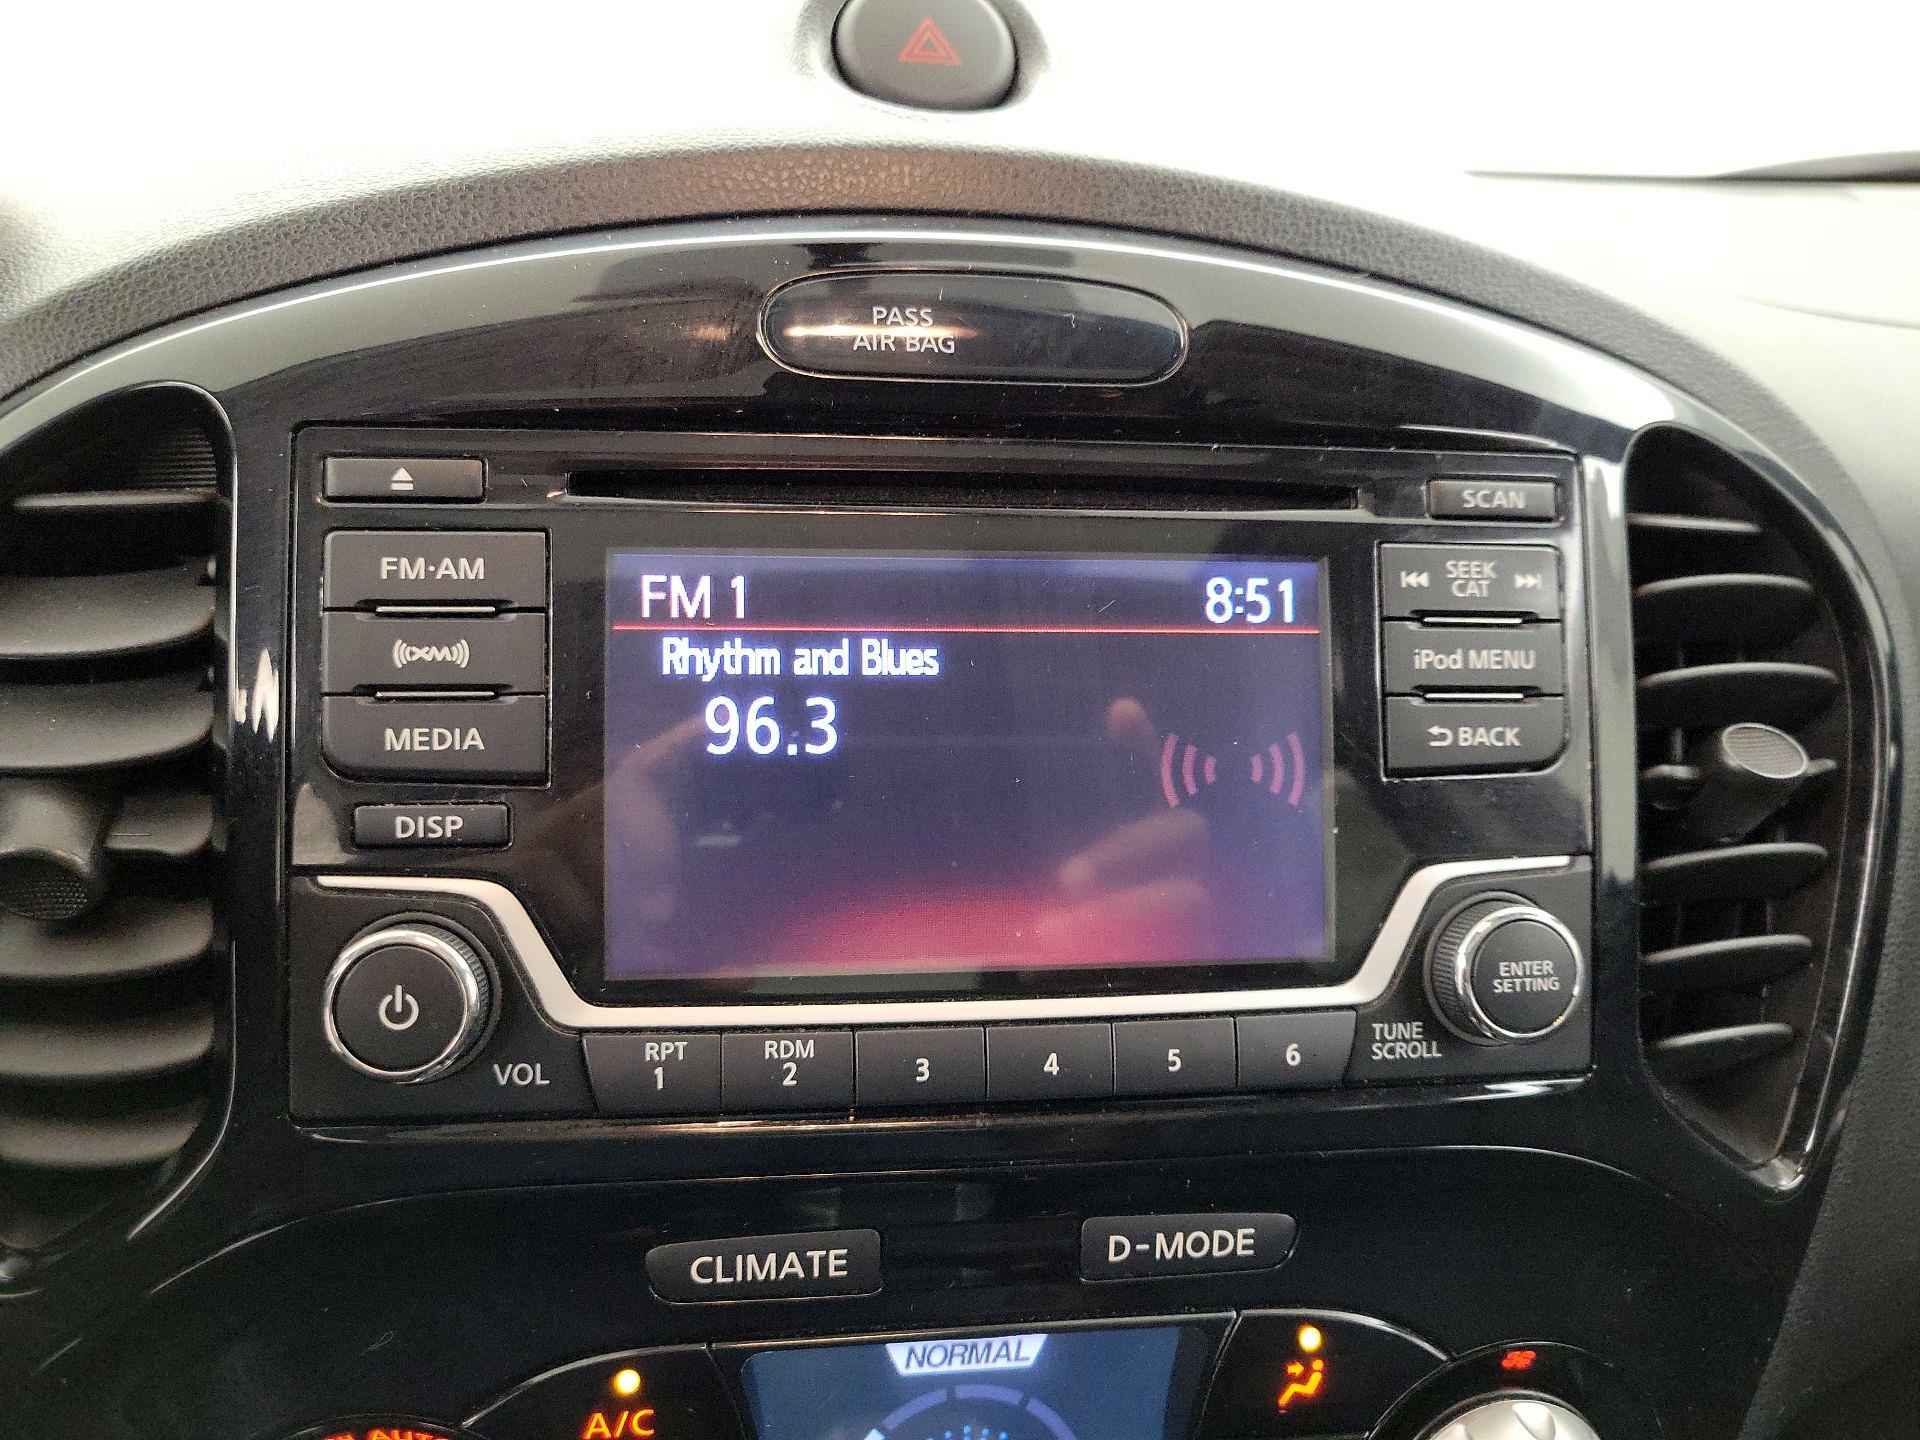 PASS
AIR BAG
SCAN
FM·AM
SEEK
CAT
XM
iPod MENU
MEDIA
BACK
DISP
FM 1
8:51
Rhythm and Blues
96.3
ENTER
SETTING
VOL
TUNE
SCROLL
RPT
1
RDM
2
3
4
5
6
CLIMATE
D-MODE
NORMAL
A/C
AUTO